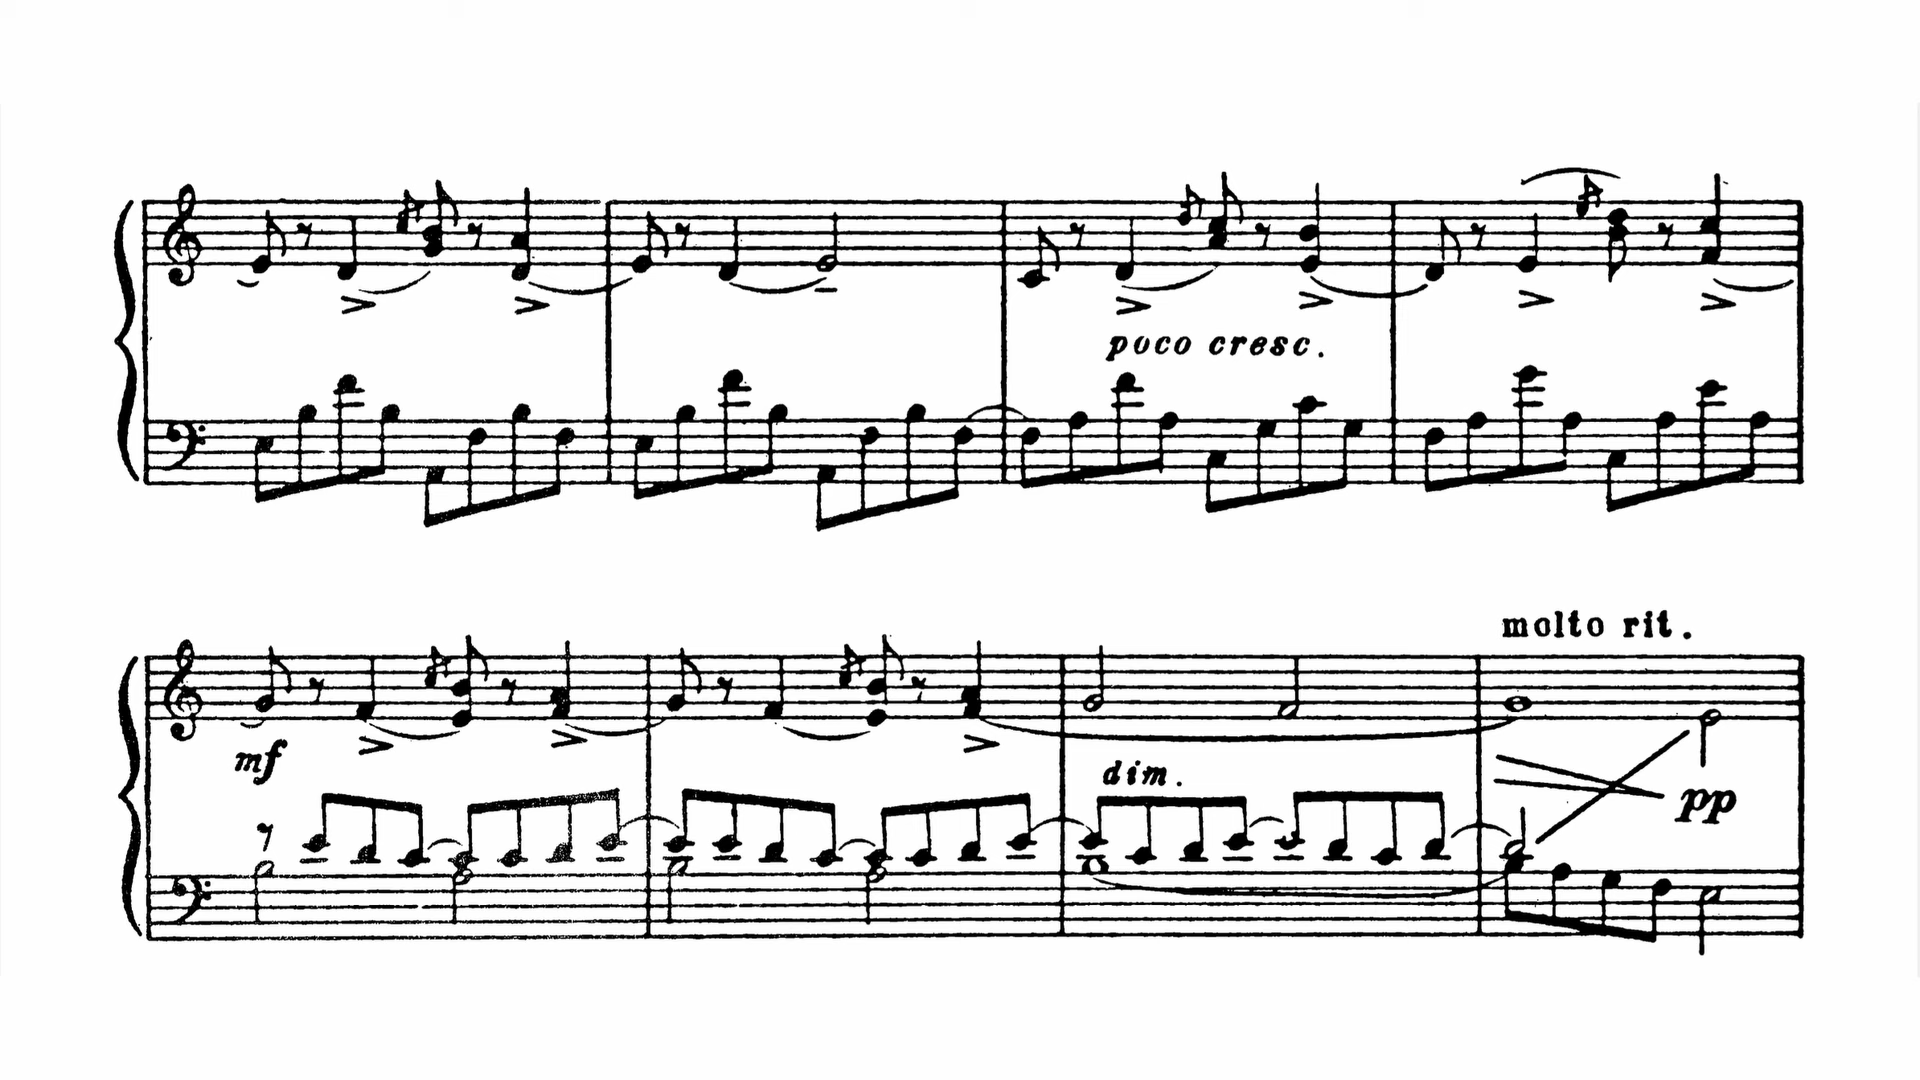 poco cresc.
molto rit.
mf
dim.
pp